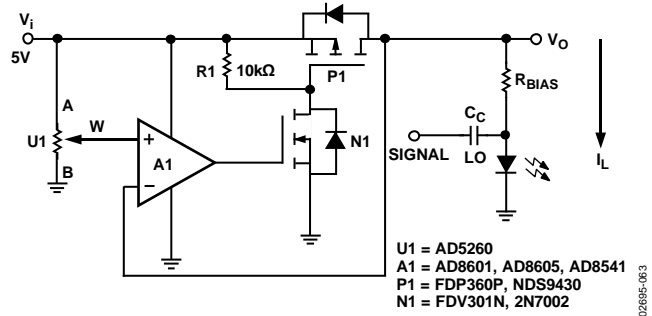 Vi
5V
U1
A
W
B
R1
10kΩ
P1
+
–
A1
N1
VO
RBIAS
CC
SIGNAL
LO
IL
U1 = AD5260
A1 = AD8601, AD8605, AD8541
P1 = FDP360P, NDS9430
N1 = FDV301N, 2N7002
02695-063